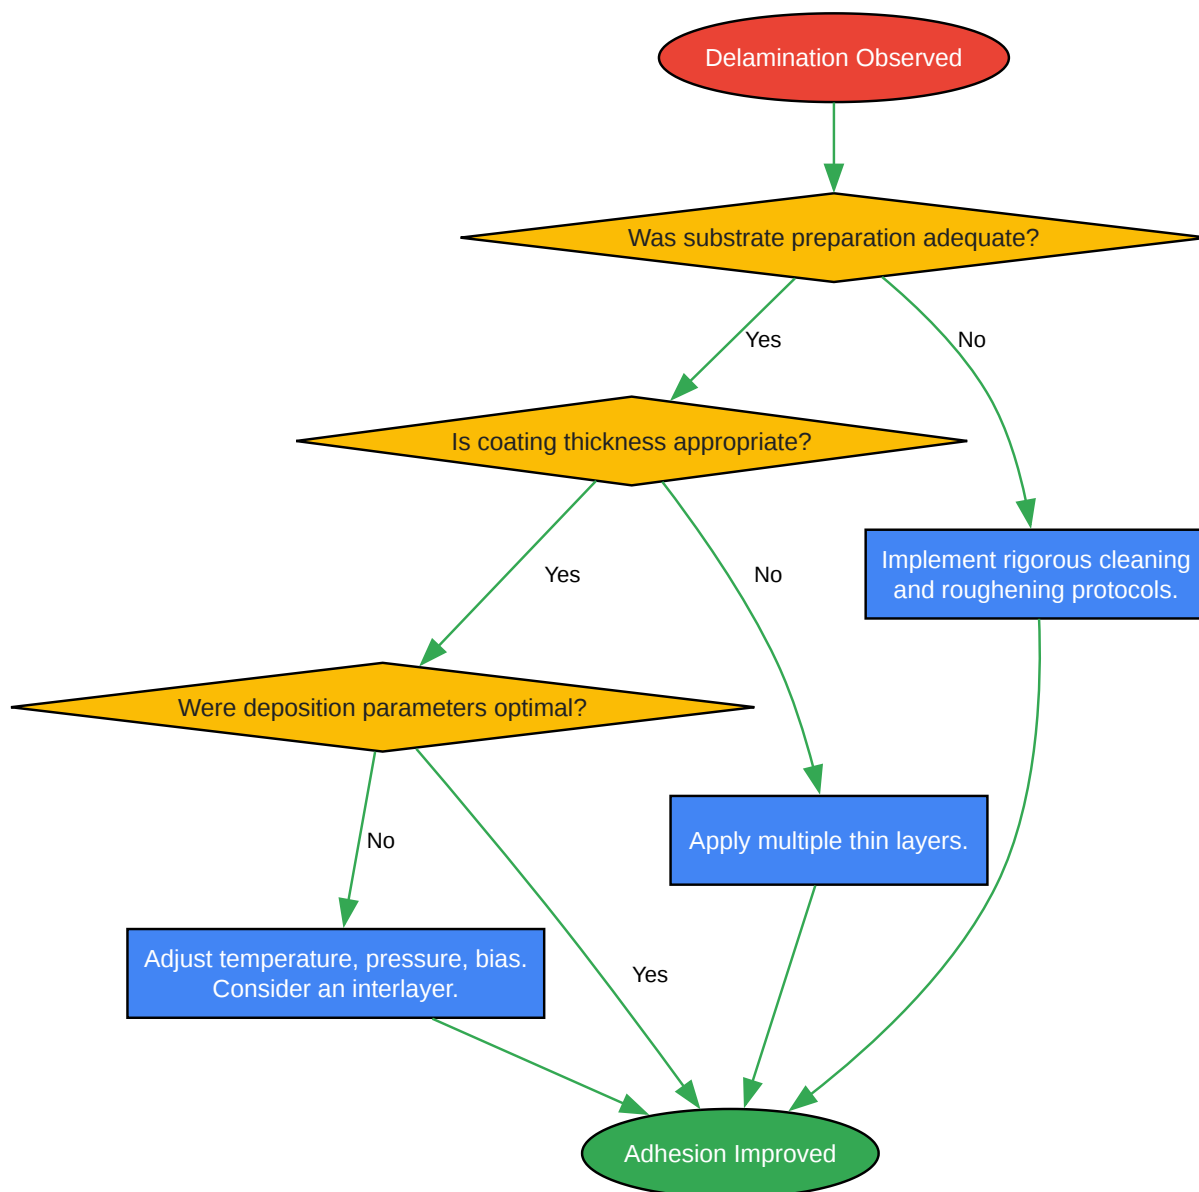 Delamination Observed
Was substrate preparation adequate?
Yes
No
Is coating thickness appropriate?
Yes
No
Implement rigorous cleaning
and roughening protocols.
Were deposition parameters optimal?
No
Yes
Apply multiple thin layers.
Adjust temperature, pressure, bias.
Consider an interlayer.
Adhesion Improved